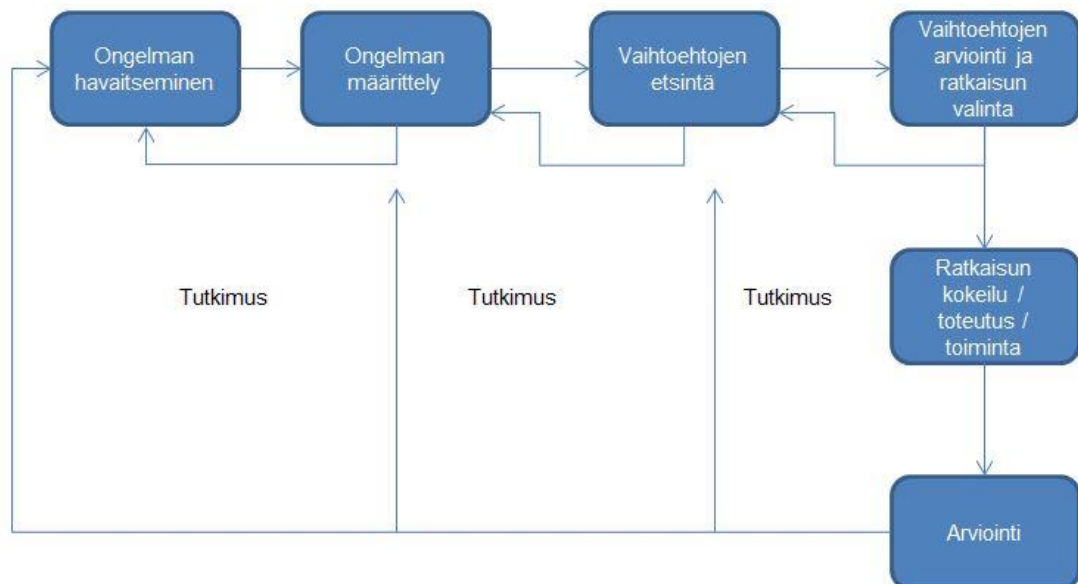 Ongelman
havaitseminen
Ongelman
määrittely
Vaihtoehtojen
etsintä
Vaihtoehtojen
arviointi ja
ratkaisun
valinta
Tutkimus
Tutkimus
Tutkimus
Ratkaisun
kokeilu /
toteutus /
toiminta
Arviointi